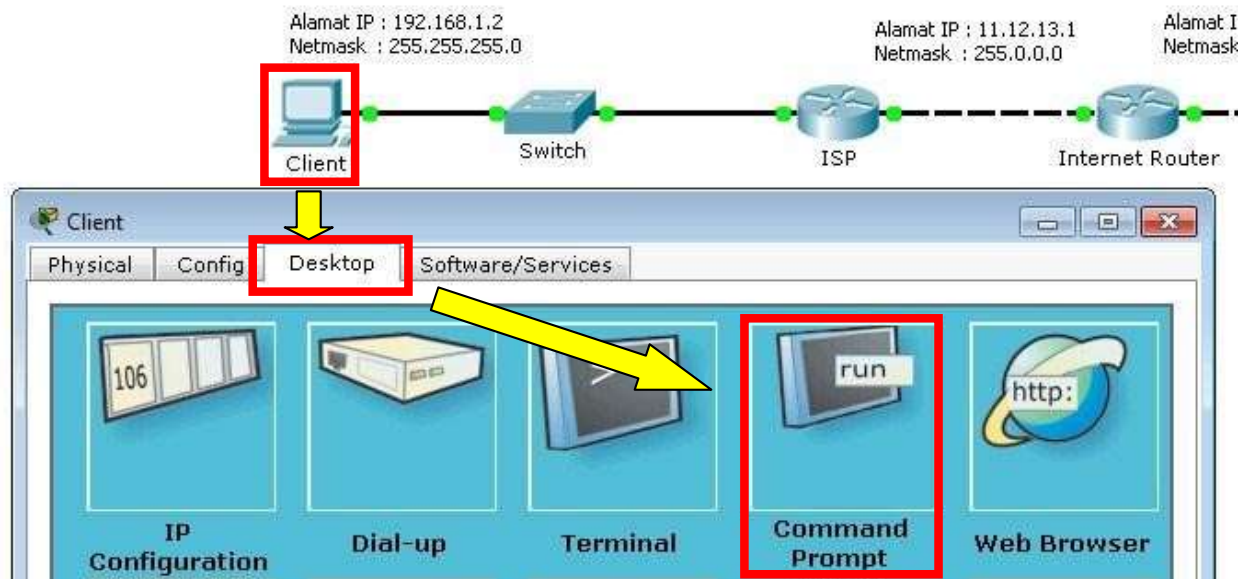 Alamat IP : 192.168.1.2
Netmask : 255.255.255.0
Alamat IP : 11.12.13.1
Netmask : 255.0.0.0
Alamat I
Netmask
Client
Switch
ISP
Internet Router
Client
Physical
Config
Desktop
Software/Services
106
run
http:
IP
Configuration
Dial-up
Terminal
Command
Prompt
Web Browser